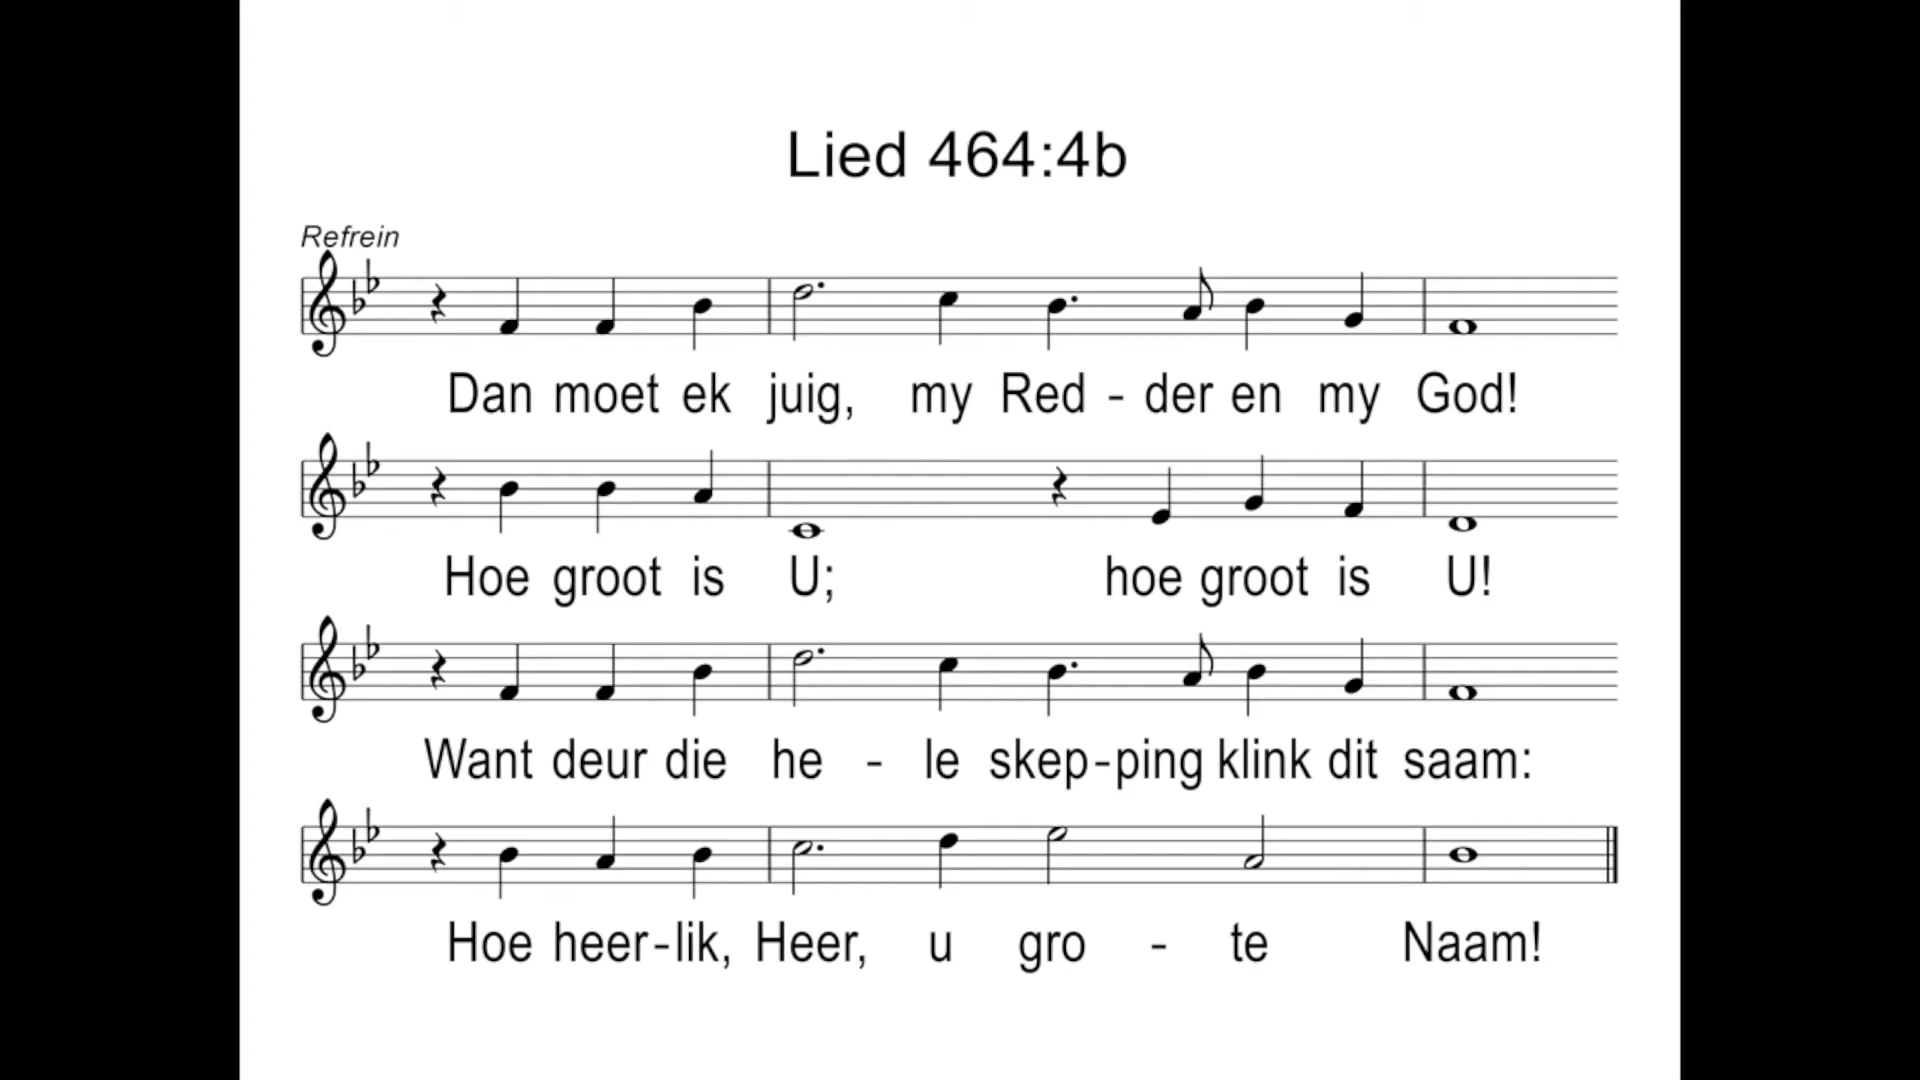 Lied 464:4b
Refrein
Dan moet ek juig, my Red - der en my God!
Hoe groot is U; hoe groot is U!
Want deur die he - le skep-ping klink dit saam:
Hoe heer-lik, Heer, u gro - te Naam!